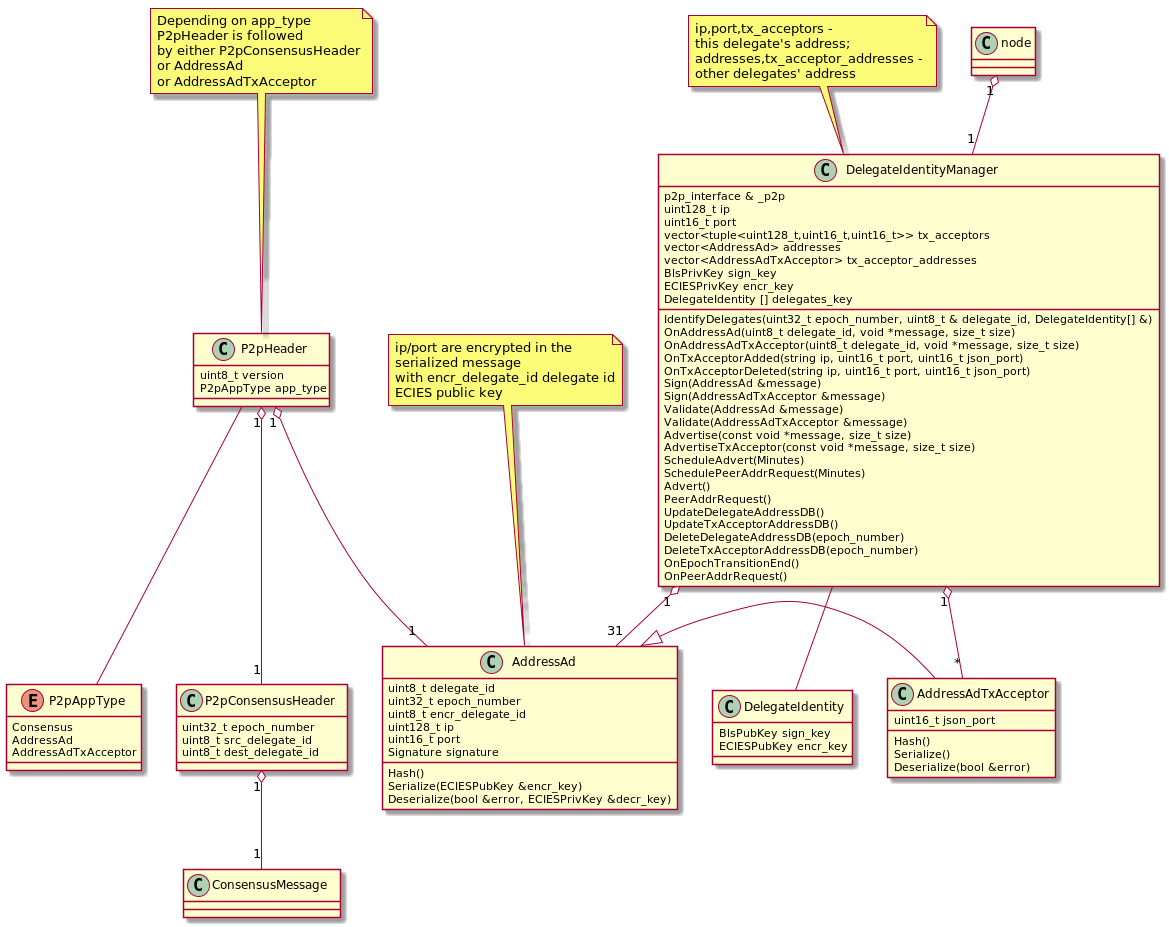 Depending on app_type
P2pHeader is followed
by either P2pConsensusHeader
or AddressAd
or AddressAdTxAcceptor
ip,port,tx_acceptors -
this delegate's address;
addresses,tx_acceptor_addresses -
other delegates' address
C node
1
1
C DelegateIdentityManager
p2p_interface & _p2p
uint128_t ip
uint16_t port
vector<tuple<uint128_t,uint16_t,uint16_t>> tx_acceptors
vector<AddressAd> addresses
vector<AddressAdTxAcceptor> tx_acceptor_addresses
BlsPrivKey sign_key
ECIESPrivKey encr_key
DelegateIdentity [] delegates_key
IdentifyDelegates(uint32_t epoch_number, uint8_t & delegate_id, DelegateIdentity[] &)
OnAddressAd(uint8_t delegate_id, void *message, size_t size)
OnAddressAdTxAcceptor(uint8_t delegate_id, void *message, size_t size)
OnTxAcceptorAdded(string ip, uint16_t port, uint16_t json_port)
OnTxAcceptorDeleted(string ip, uint16_t port, uint16_t json_port)
Sign(AddressAd &message)
Sign(AddressAdTxAcceptor &message)
Validate(AddressAd &message)
Validate(AddressAdTxAcceptor &message)
Advertise(const void *message, size_t size)
AdvertiseTxAcceptor(const void *message, size_t size)
ScheduleAdvert(Minutes)
SchedulePeerAddrRequest(Minutes)
Advert()
PeerAddrRequest()
UpdateDelegateAddressDB()
UpdateTxAcceptorAddressDB()
DeleteDelegateAddressDB(epoch_number)
DeleteTxAcceptorAddressDB(epoch_number)
OnEpochTransitionEnd()
OnPeerAddrRequest()
C P2pHeader
uint8_t version
P2pAppType app_type
ip/port are encrypted in the
serialized message
with encr_delegate_id delegate id
ECIES public key
1 1
1 1
1 31 *
1
E P2pAppType
Consensus
AddressAd
AddressAdTxAcceptor
C P2pConsensusHeader
uint32_t epoch_number
uint8_t src_delegate_id
uint8_t dest_delegate_id
C AddressAd
uint8_t delegate_id
uint32_t epoch_number
uint8_t encr_delegate_id
uint128_t ip
uint16_t port
Signature signature
Hash()
Serialize(ECIESPubKey &encr_key)
Deserialize(bool &error, ECIESPrivKey &decr_key)
C DelegateIdentity
BlsPubKey sign_key
ECIESPubKey encr_key
C AddressAdTxAcceptor
uint16_t json_port
Hash()
Serialize()
Deserialize(bool &error)
1
1
C ConsensusMessage